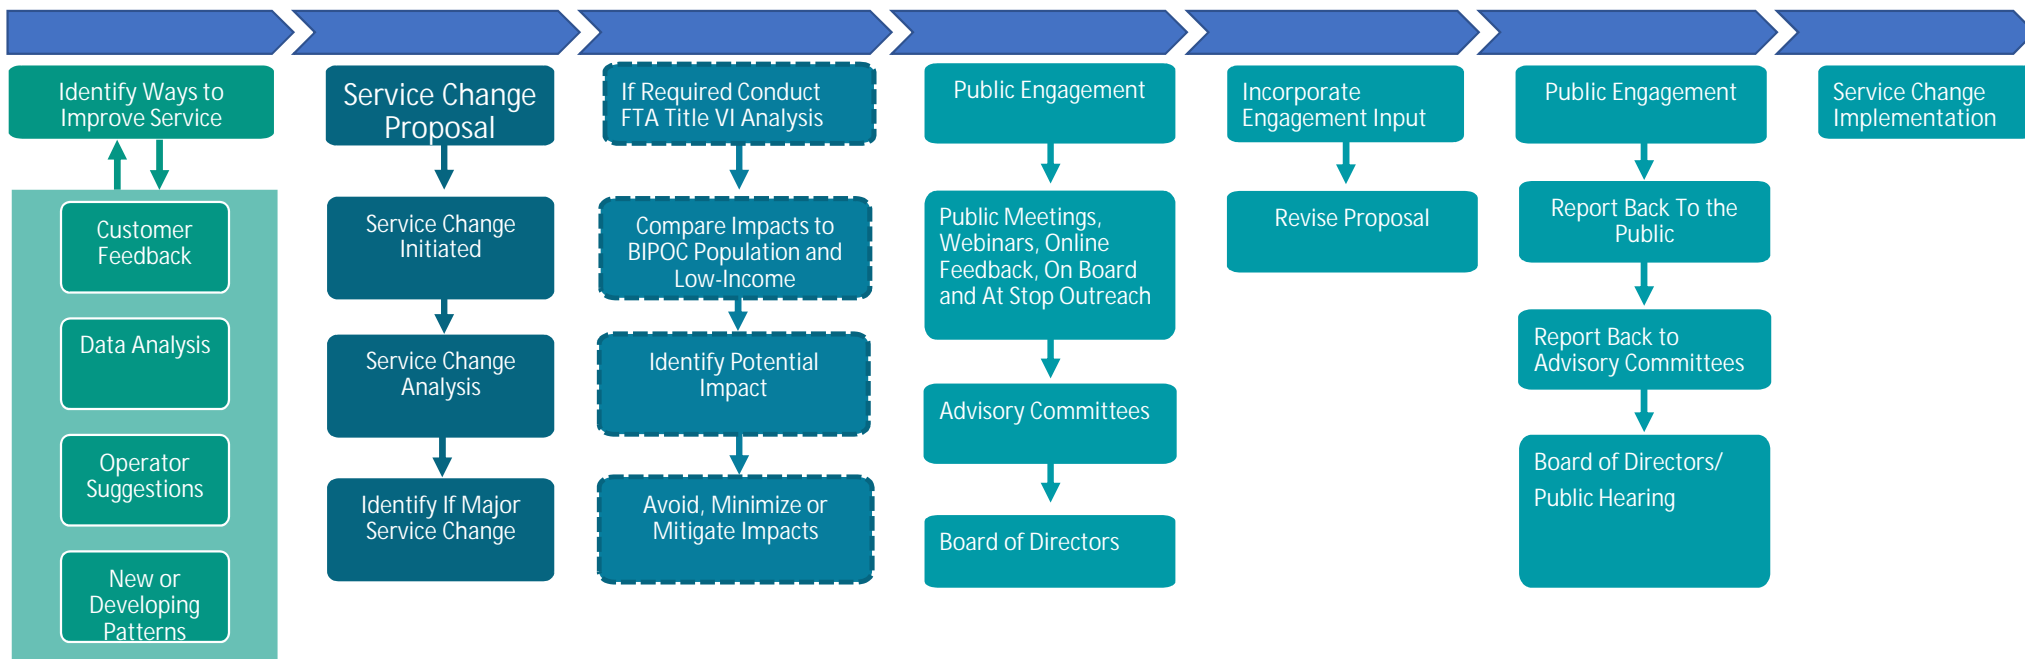 Identify Ways to
Improve Service
Customer
Feedback
Data Analysis
Operator
Suggestions
New or
Developing
Patterns
Service Change
Proposal
Service Change
Initiated
Service Change
Analysis
Identify If Major
Service Change
If Required Conduct
FTA Title VI Analysis
Compare Impacts to
BIPOC Population and
Low-Income
Identify Potential
Impact
Avoid, Minimize or
Mitigate Impacts
Public Engagement
Public Meetings,
Webinars, Online
Feedback, On Board
and At Stop Outreach
Advisory Committees
Board of Directors
Incorporate
Engagement Input
Revise Proposal
Public Engagement
Report Back To the
Public
Report Back to
Advisory Committees
Board of Directors/
Public Hearing
Service Change
Implementation